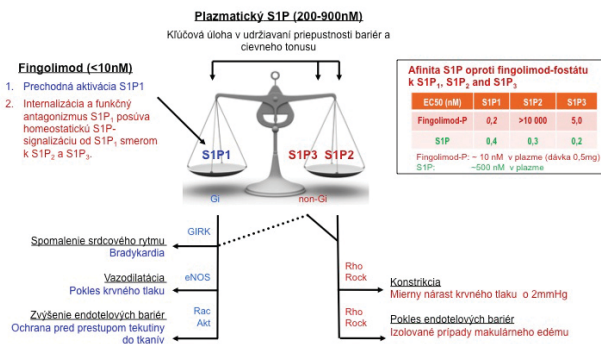 Plazmatický S1P (200-900nM)
Kľúčová úloha v udržiavaní priepustnosti bariér a
cievneho tonusu
Fingolimod (<10nM)
1. Prechodná aktivácia S1P1
2. Internalizácia a funkčný
antagonizmus S1P₁ posúva
homeostatickú S1P-
signalizáciu od S1P₁ smerom
k S1P₂ a S1P₃.
S1P1
S1P3 S1P2
Gi
non-Gi
Afinita S1P oproti fingolimod-fostátu
k S1P₁, S1P₂ and S1P₃
EC50 (nM) S1P1 S1P2 S1P3
Fingolimod-P 0,2 >10 000 5,0
S1P 0,4 0,3 0,2
Fingolimod-P: ~ 10 nM v plazme (dávka 0,5mg)
S1P: ~500 nM v plazme
GIRK
Spomalenie srdcového rytmu
Bradykardia
Vazodilatácia
eNOS
Pokles krvného tlaku
Zvýšenie endotelových bariér
Rac
Akt
Ochrana pred prestupom tekutiny
do tkanív
Rho
Rock
Konstrikcia
Mierny nárast krvného tlaku o 2mmHg
Rho
Rock
Pokles endotelových bariér
Izolované prípady makulárneho edému